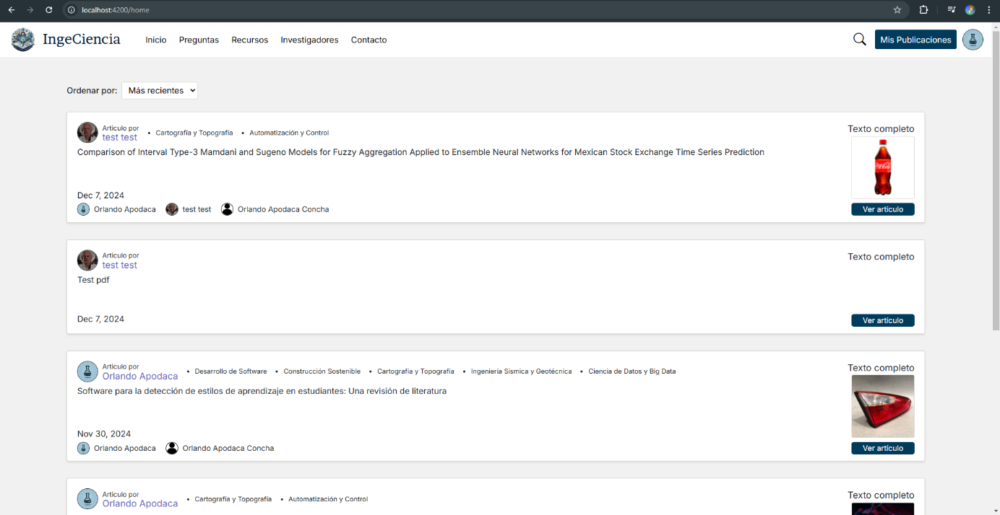 localhost:4200/home
IngeCiencia Inicio Preguntas Recursos Investigadores Contacto Mis Publicaciones
Ordenar por: Más recientes
Articulo por
test test • Cartografía y Topografía • Automatización y Control
Texto completo
Comparison of Interval Type-3 Mamdani and Sugeno Models for Fuzzy Aggregation Applied to Ensemble Neural Networks for Mexican Stock Exchange Time Series Prediction
Coca-Cola
Dec 7, 2024
Orlando Apodaca test test Orlando Apodaca Concha
Ver artículo
Articulo por
test test
Texto completo
Test pdf
Dec 7, 2024
Ver artículo
Articulo por
Orlando Apodaca • Desarrollo de Software • Construcción Sostenible • Cartografía y Topografía • Ingeniería Sísmica y Geotécnica • Ciencia de Datos y Big Data
Texto completo
Software para la detección de estilos de aprendizaje en estudiantes: Una revisión de literatura
Nov 30, 2024
Orlando Apodaca Orlando Apodaca Concha
Ver artículo
Articulo por
Orlando Apodaca • Cartografía y Topografía • Automatización y Control
Texto completo